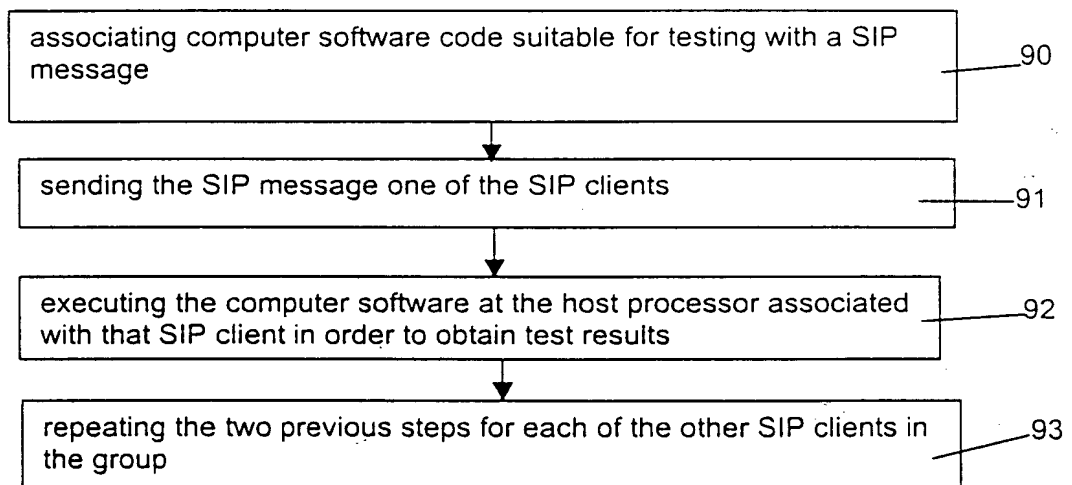 associating computer software code suitable for testing with a SIP
message
90
sending the SIP message one of the SIP clients
91
executing the computer software at the host processor associated
with that SIP client in order to obtain test results
92
repeating the two previous steps for each of the other SIP clients in
the group
93